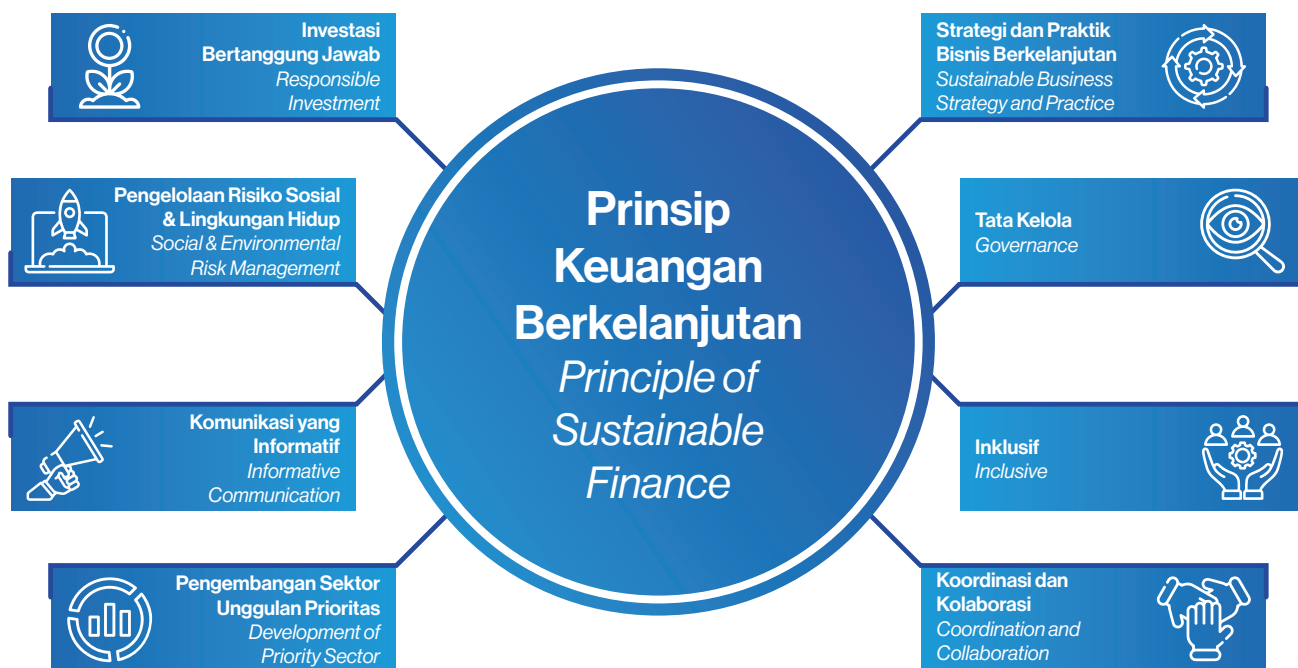 Investasi
Bertanggung Jawab
Responsible
Investment
Pengelolaan Risiko Sosial
& Lingkungan Hidup
Social & Environmental
Risk Management
Komunikasi yang
Informatif
Informative
Communication
Pengembangan Sektor
Unggulan Prioritas
Development of
Priority Sector
Prinsip
Keuangan
Berkelanjutan
Principle of
Sustainable
Finance
Strategi dan Praktik
Bisnis Berkelanjutan
Sustainable Business
Strategy and Practice
Tata Kelola
Governance
Inklusif
Inclusive
Koordinasi dan
Kolaborasi
Coordination and
Collaboration